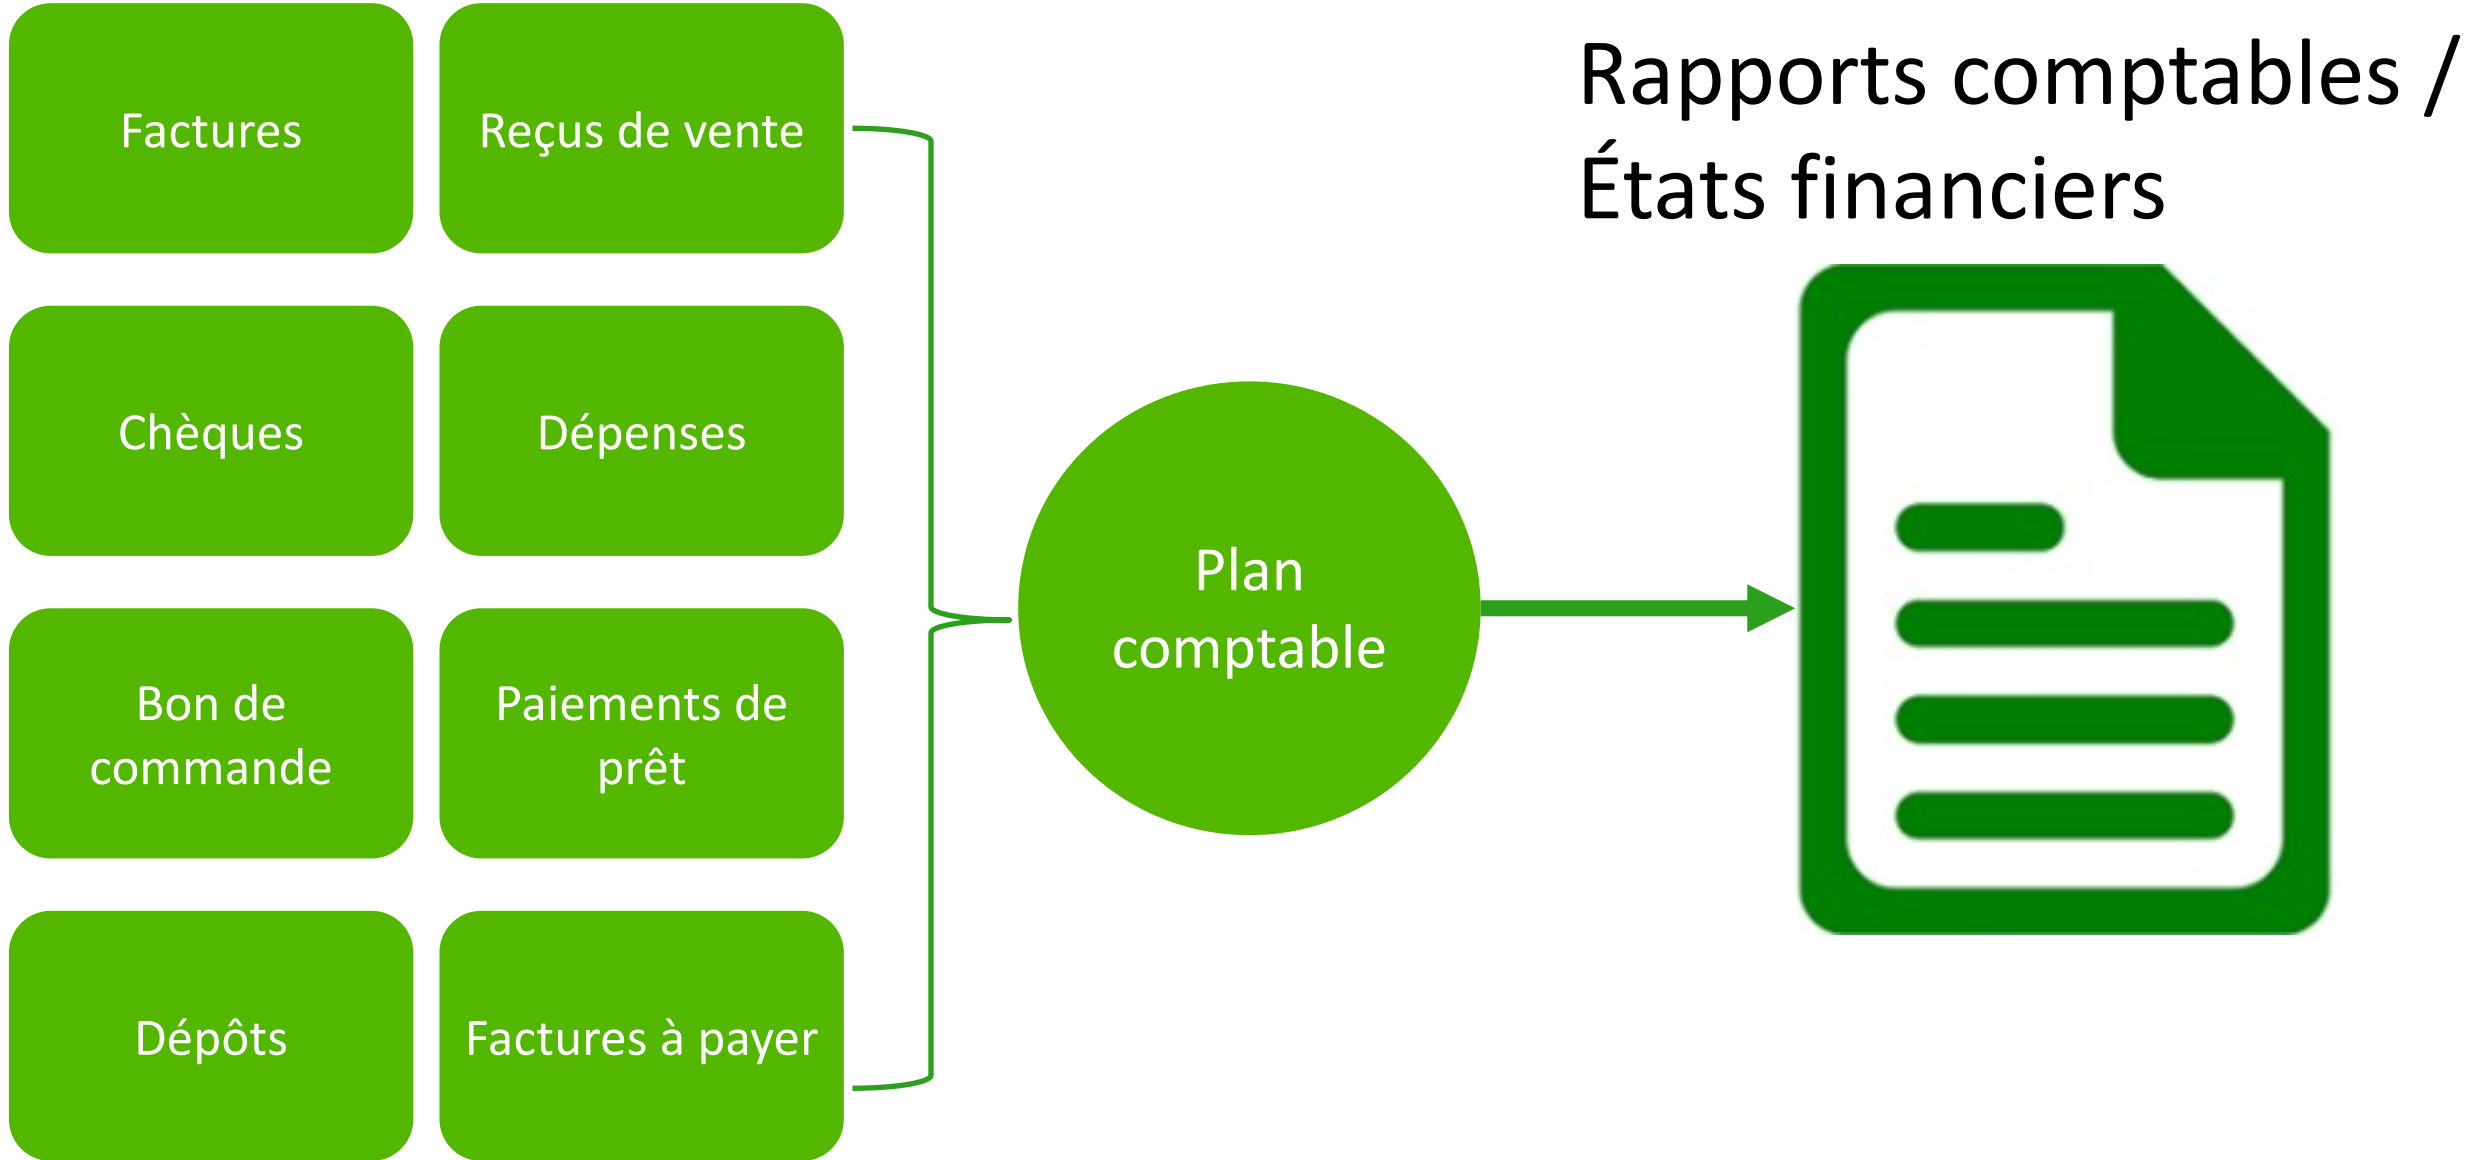 Factures
Reçus de vente
Chèques
Dépenses
Bon de
commande
Paiements de
prêt
Dépôts
Factures à payer
Plan
comptable
Rapports comptables /
États financiers